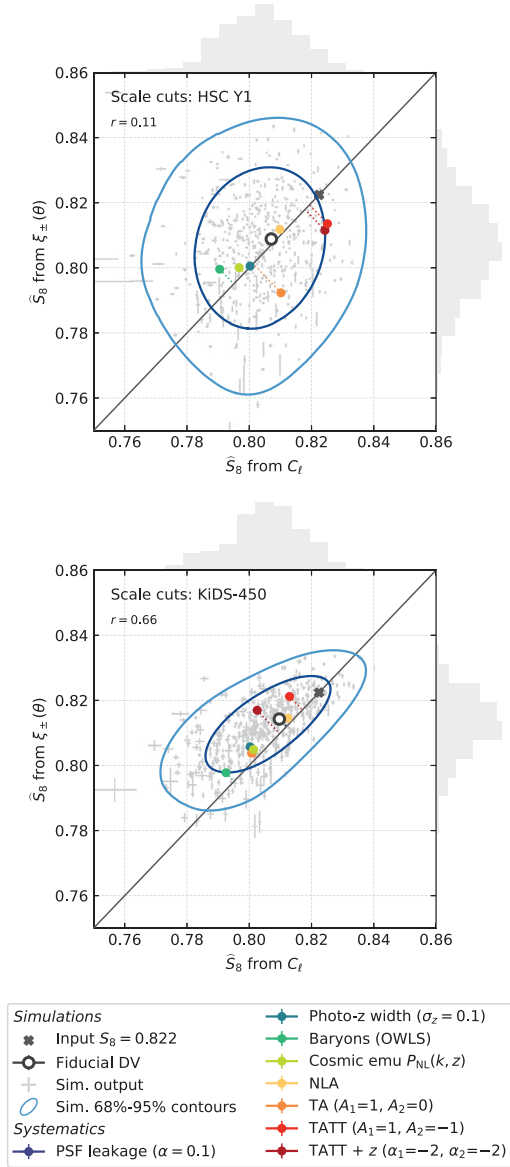 0.86
Scale cuts: HSC Y1
r = 0.11
0.84
0.82
0.80
0.78
0.76
Ŝ₈ from ξ±(θ)
0.76 0.78 0.80 0.82 0.84 0.86
Ŝ₈ from Cℓ
0.86
Scale cuts: KiDS-450
r = 0.66
0.84
0.82
0.80
0.78
0.76
Ŝ₈ from ξ±(θ)
0.76 0.78 0.80 0.82 0.84 0.86
Ŝ₈ from Cℓ
Simulations
Input S₈ = 0.822
Fiducial DV
Sim. output
Sim. 68%-95% contours
Systematics
PSF leakage (α = 0.1)
Photo-z width (σz = 0.1)
Baryons (OWLS)
Cosmic emu PNL(k, z)
NLA
TA (A₁=1, A₂=0)
TATT (A₁=1, A₂=−1)
TATT + z (α₁=−2, α₂=−2)